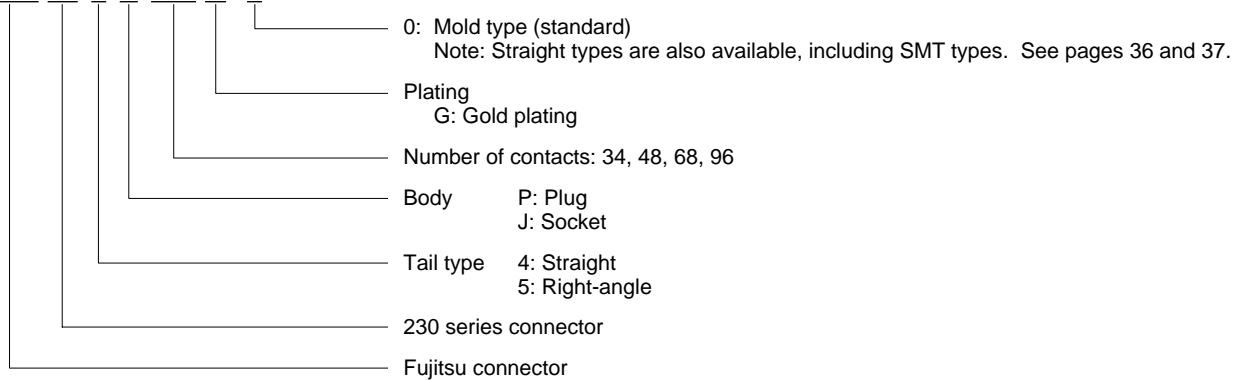 0: Mold type (standard)
Note: Straight types are also available, including SMT types. See pages 36 and 37.
Plating
G: Gold plating
Number of contacts: 34, 48, 68, 96
Body P: Plug
J: Socket
Tail type 4: Straight
5: Right-angle
230 series connector
Fujitsu connector